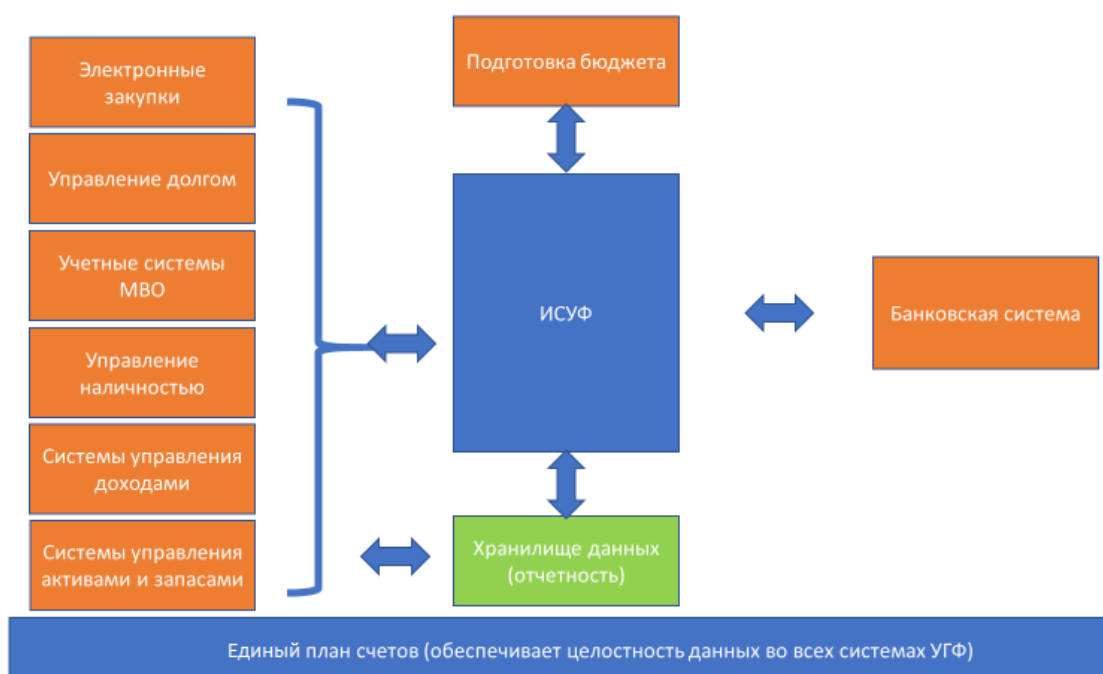 Электронные
закупки
Управление долгом
Учетные системы
МВО
Управление
наличностью
Системы управления
доходами
Системы управления
активами и запасами
Подготовка бюджета
ИСУФ
Хранилище данных
(отчетность)
Банковская система
Единый план счетов (обеспечивает целостность данных во всех системах УГФ)